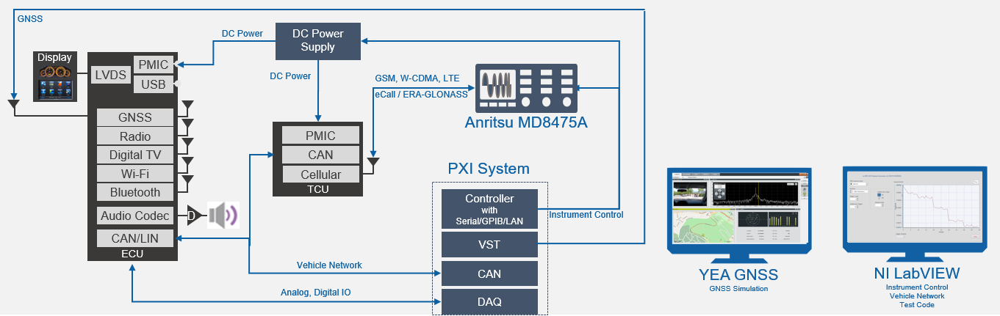 GNSS
DC Power
DC Power
Supply
Display
LVDS
PMIC
USB
DC Power
GSM, W-CDMA, LTE
eCall / ERA-GLONASS
Anritsu MD8475A
GNSS
Radio
Digital TV
Wi-Fi
Bluetooth
Audio Codec
D
CAN/LIN
ECU
PMIC
CAN
Cellular
TCU
PXI System
Controller
with
Serial/GPIB/LAN
Instrument Control
VST
CAN
DAQ
Vehicle Network
Analog, Digital IO
YEA GNSS
GNSS Simulation
NI LabVIEW
Instrument Control
Vehicle Network
Test Code